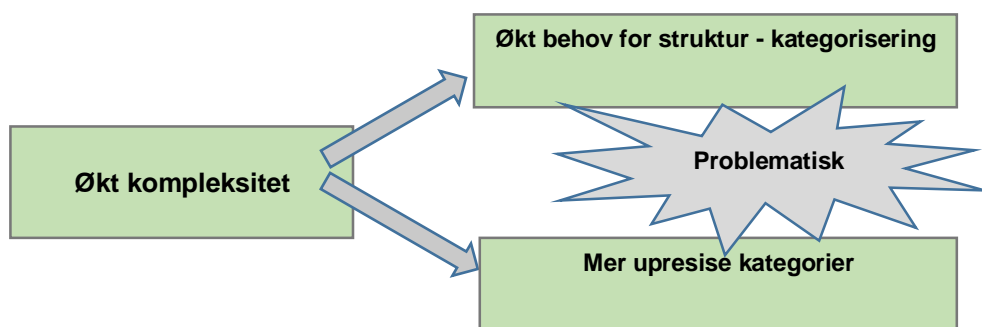 Økt behov for struktur - kategorisering
Problematisk
Økt kompleksitet
Mer upresise kategorier